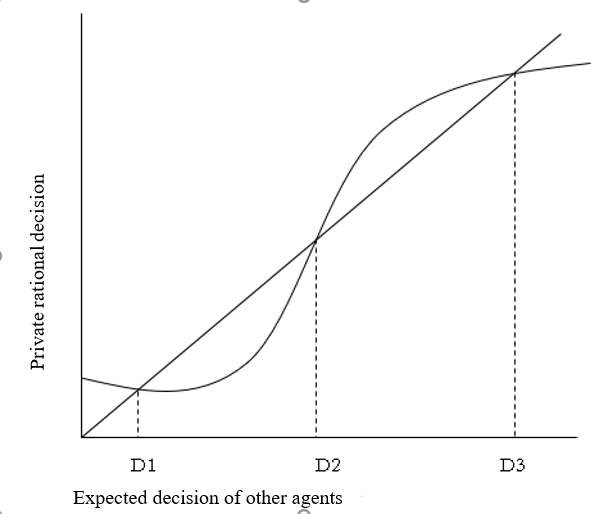 Private rational decision
D1 D2 D3
Expected decision of other agents